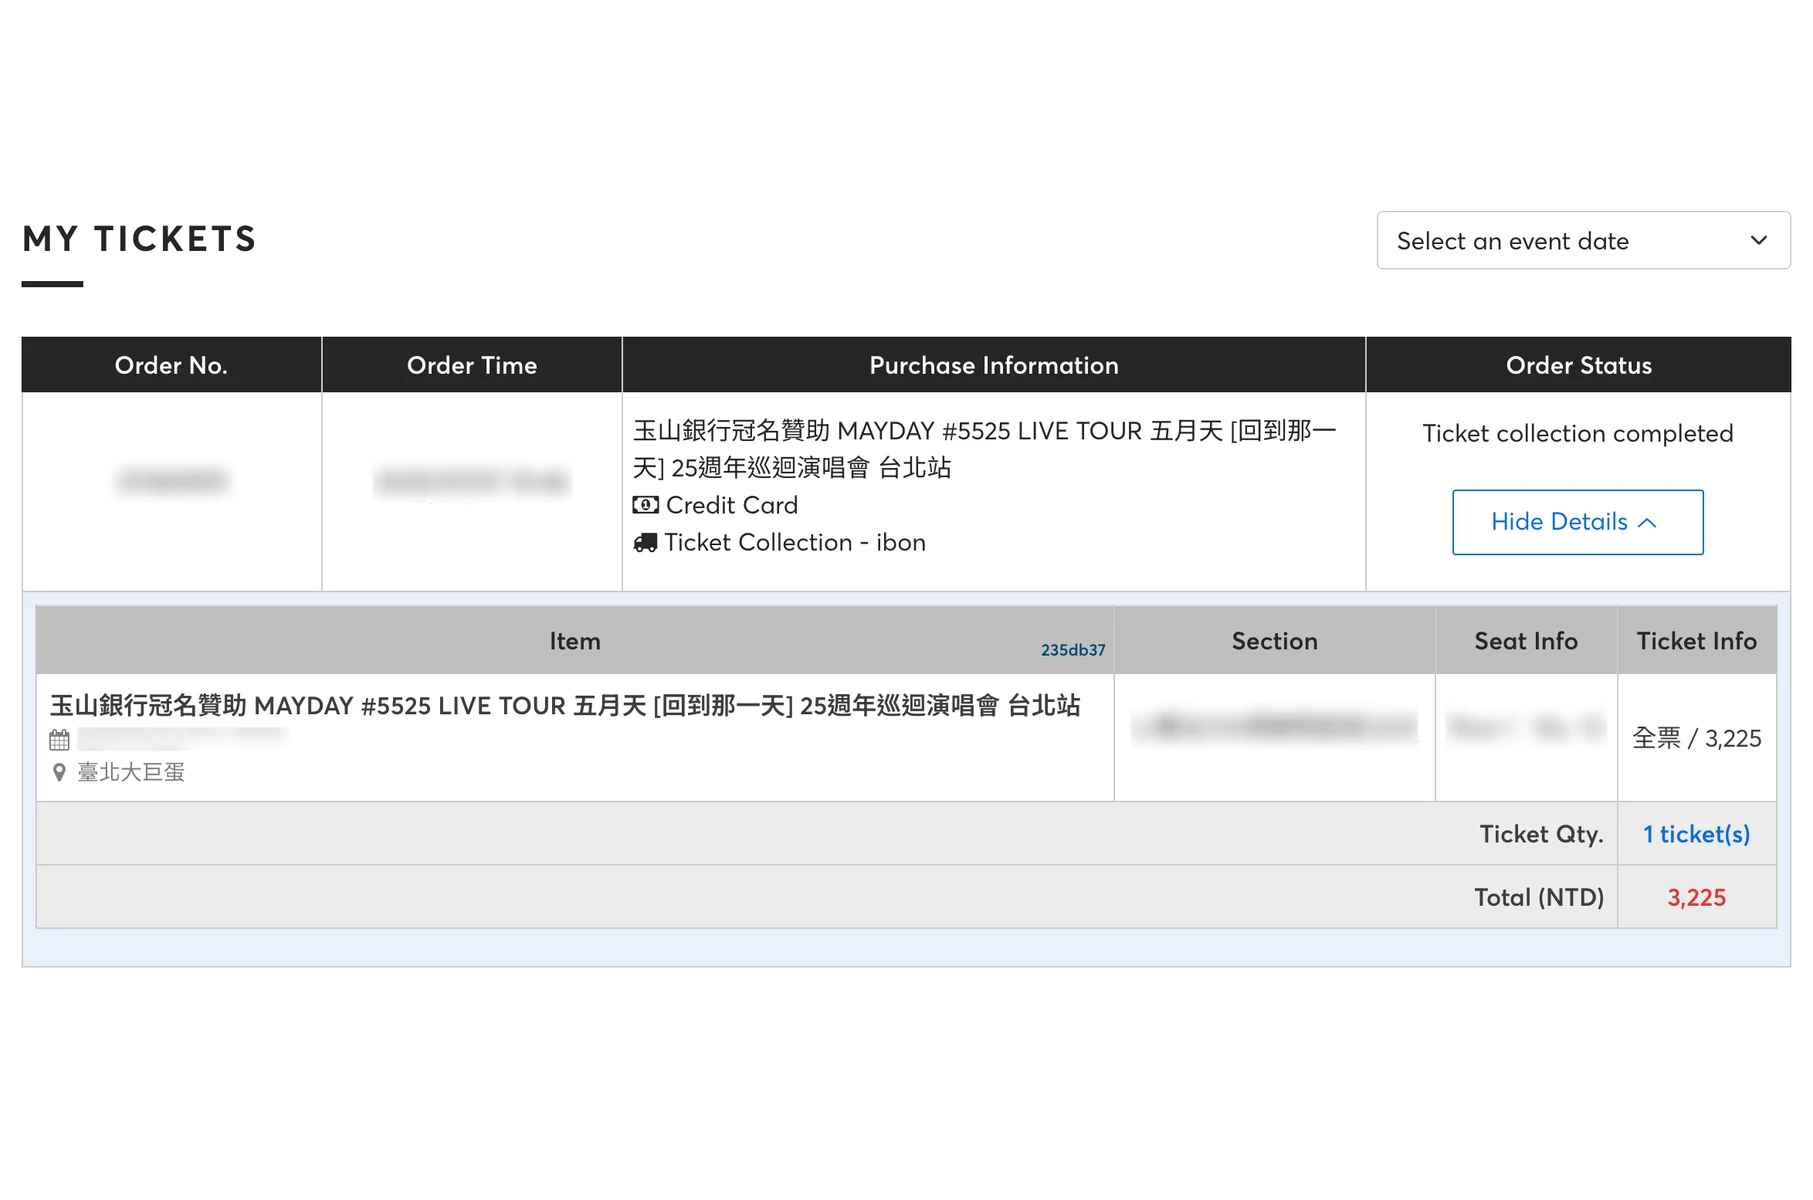 MY TICKETS
Select an event date
Order No.
Order Time
Purchase Information
Order Status
玉山銀行冠名贊助 MAYDAY #5525 LIVE TOUR 五月天 [回到那一
天] 25週年巡迴演唱會 台北站
Credit Card
Ticket Collection - ibon
Ticket collection completed
Hide Details
Item
235db37
Section
Seat Info
Ticket Info
玉山銀行冠名贊助 MAYDAY #5525 LIVE TOUR 五月天 [回到那一天] 25週年巡迴演唱會 台北站
臺北大巨蛋
全票 / 3,225
Ticket Qty.
1 ticket(s)
Total (NTD)
3,225